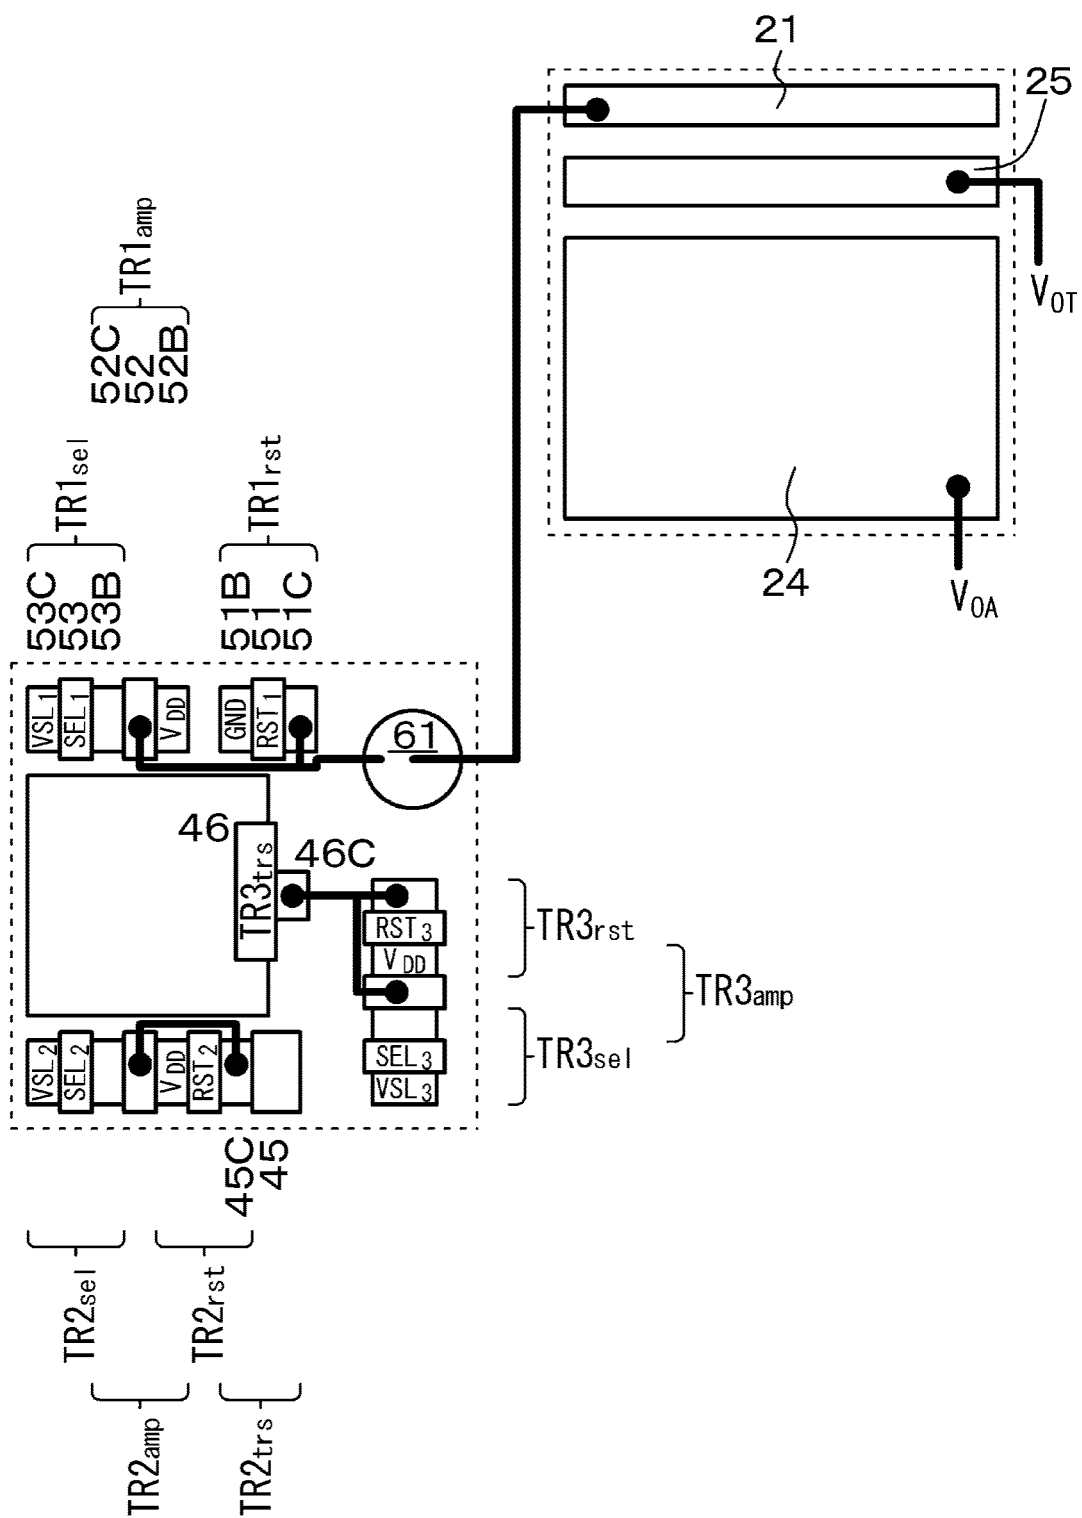 21
25
V0T
24
V0A
TR1amp
52C
52
52B
TR1sel
TR1rst
53C
53
53B
51B
51
51C
VSL1
SEL1
VDD
GND
RST1
61
46
TR3trs
46C
RST3
VDD
SEL3
VSL3
TR3rst
TR3amp
TR3sel
VSL2
SEL2
VDD
RST2
45C
45
TR2sel
TR2rst
TR2amp
TR2trs